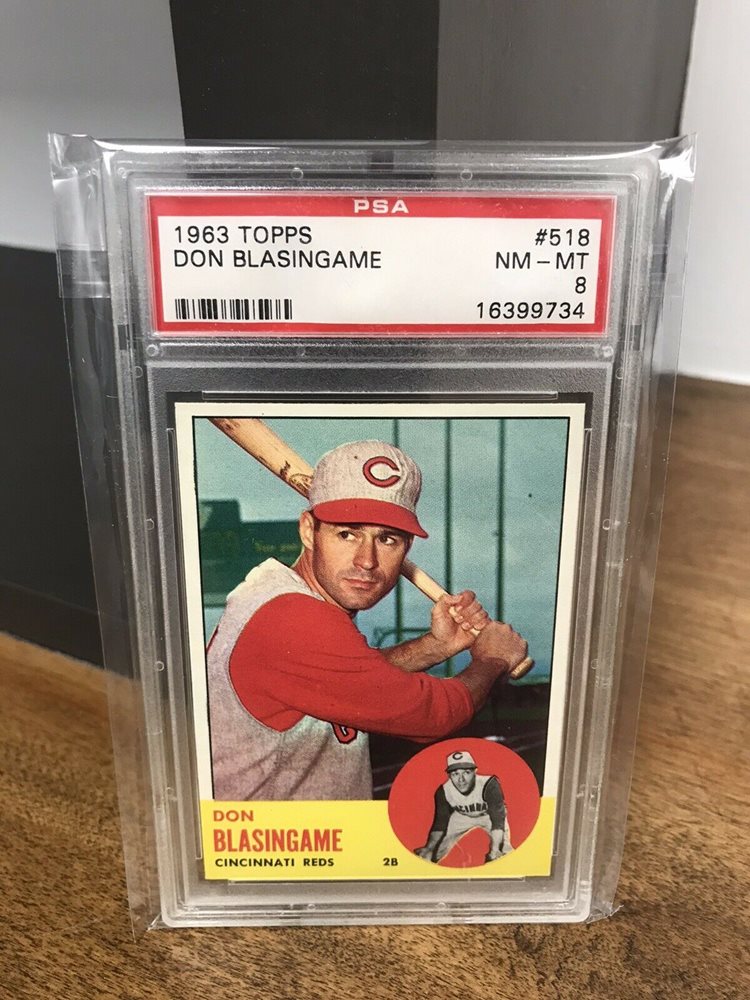 PSA
1963 TOPPS #518
DON BLASINGAME NM - MT
8
16399734
C
C
DON
BLASINGAME
CINCINNATI REDS 2B